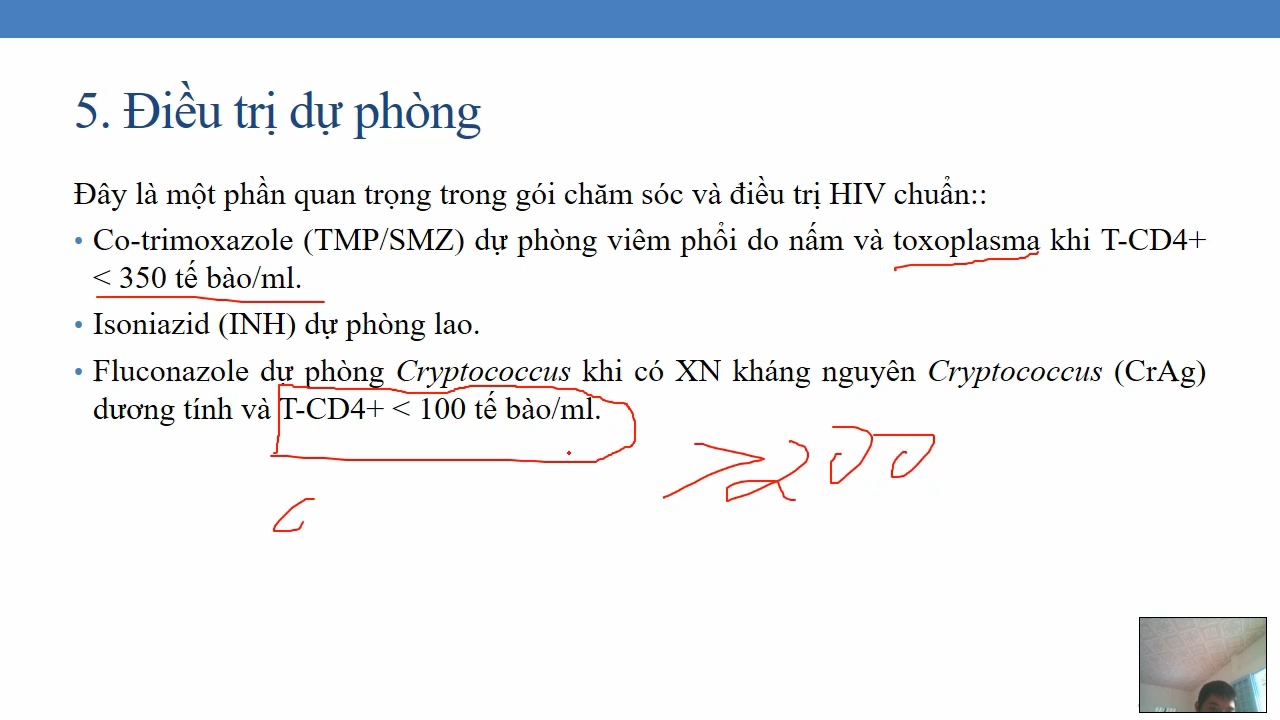 5. Điều trị dự phòng
Đây là một phần quan trọng trong gói chăm sóc và điều trị HIV chuẩn::
• Co-trimoxazole (TMP/SMZ) dự phòng viêm phổi do nấm và toxoplasma khi T-CD4+
< 350 tế bào/ml.
• Isoniazid (INH) dự phòng lao.
• Fluconazole dự phòng Cryptococcus khi có XN kháng nguyên Cryptococcus (CrAg)
dương tính và T-CD4+ < 100 tế bào/ml.
>200